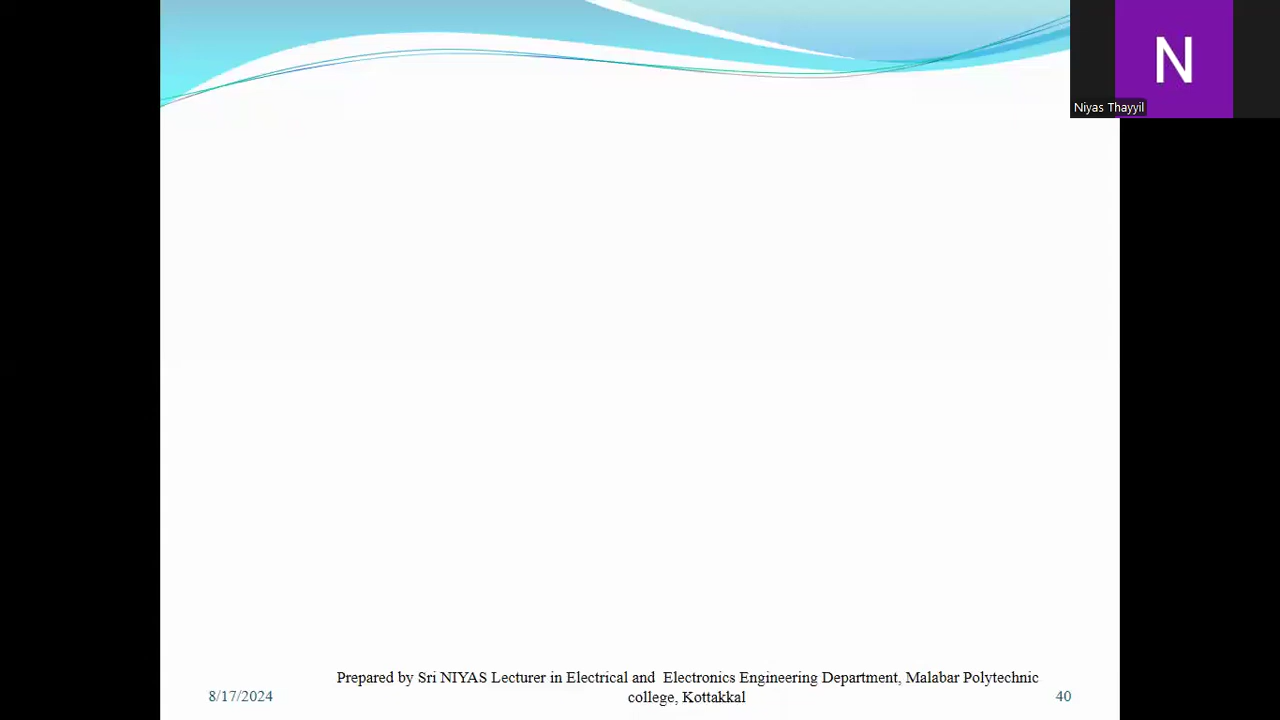 N
Niyas Thayyil
Prepared by Sri NIYAS Lecturer in Electrical and Electronics Engineering Department, Malabar Polytechnic
college, Kottakkal
8/17/2024
40